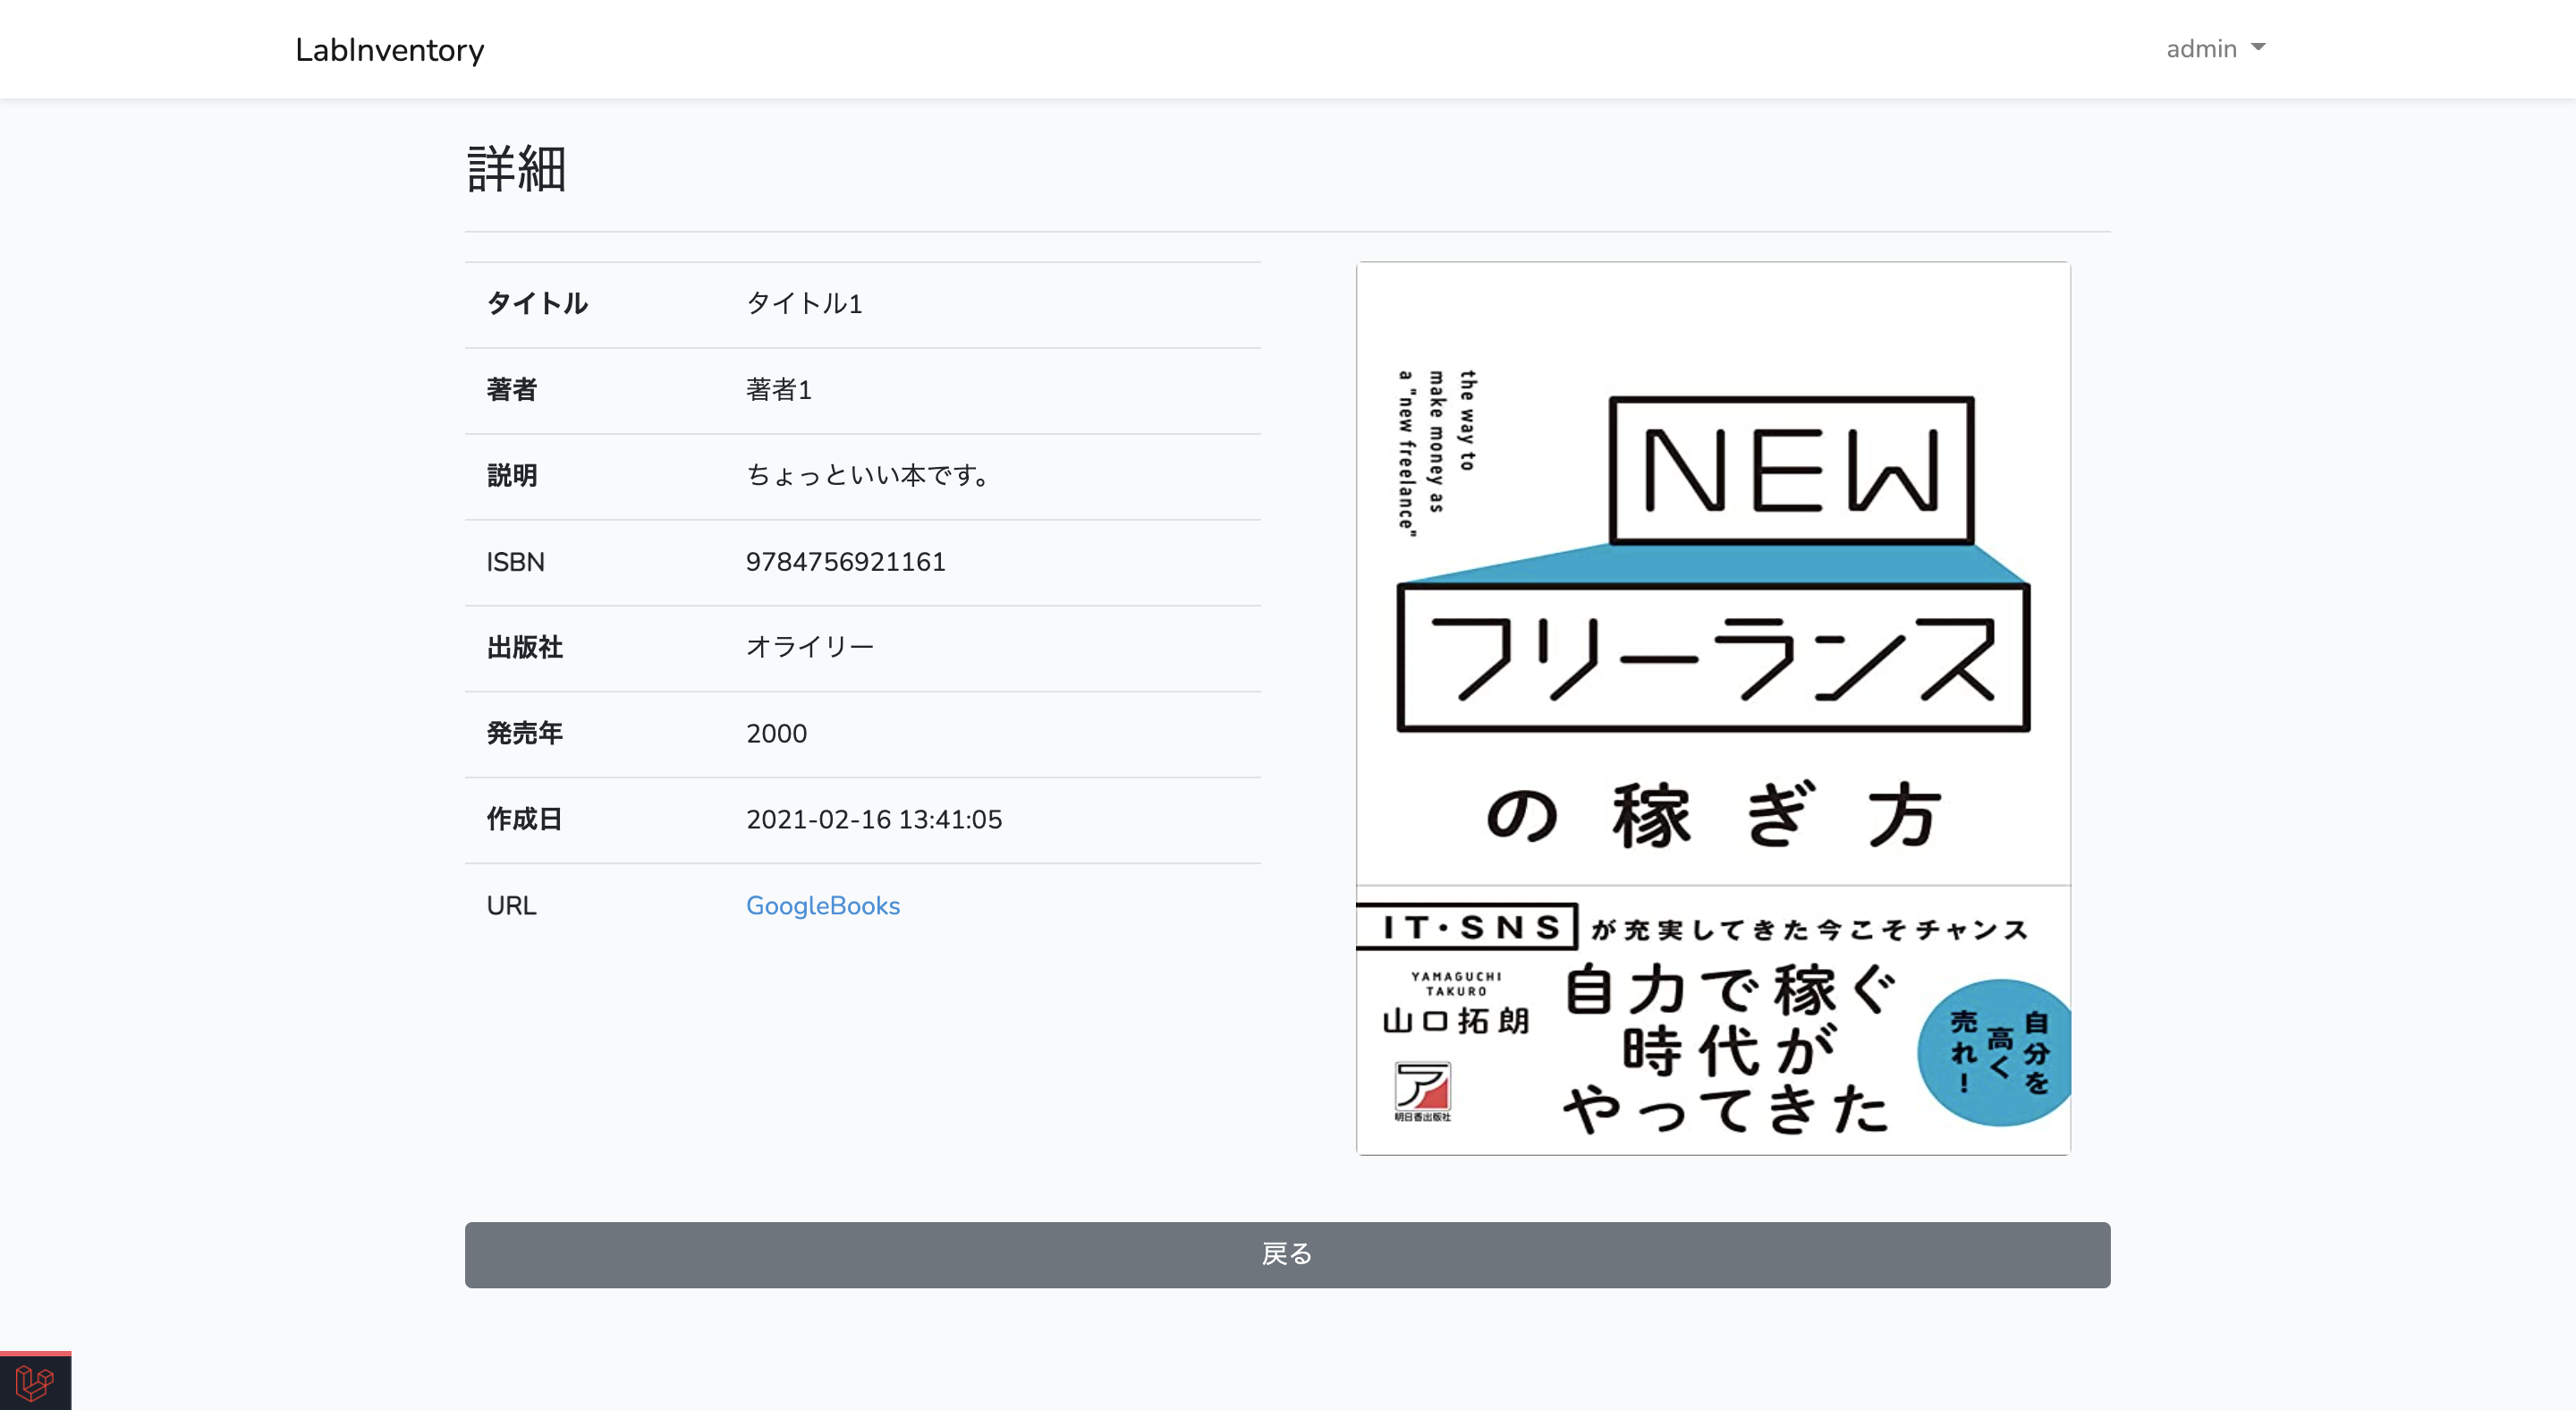 LabInventory
admin
詳細
タイトル タイトル1
著者 著者1
説明 ちょっといい本です。
ISBN 9784756921161
出版社 オライリー
発売年 2000
作成日 2021-02-16 13:41:05
URL GoogleBooks
the way to
make money as
a "new freelance"
NEW
フリーランス
の稼ぎ方
IT・SNSが充実してきた今こそチャンス
YAMAGUCHI
TAKURO
山口拓朗
自力で稼ぐ
時代が
やってきた
自分を
高く
売れ!
ア
明日香出版社
戻る